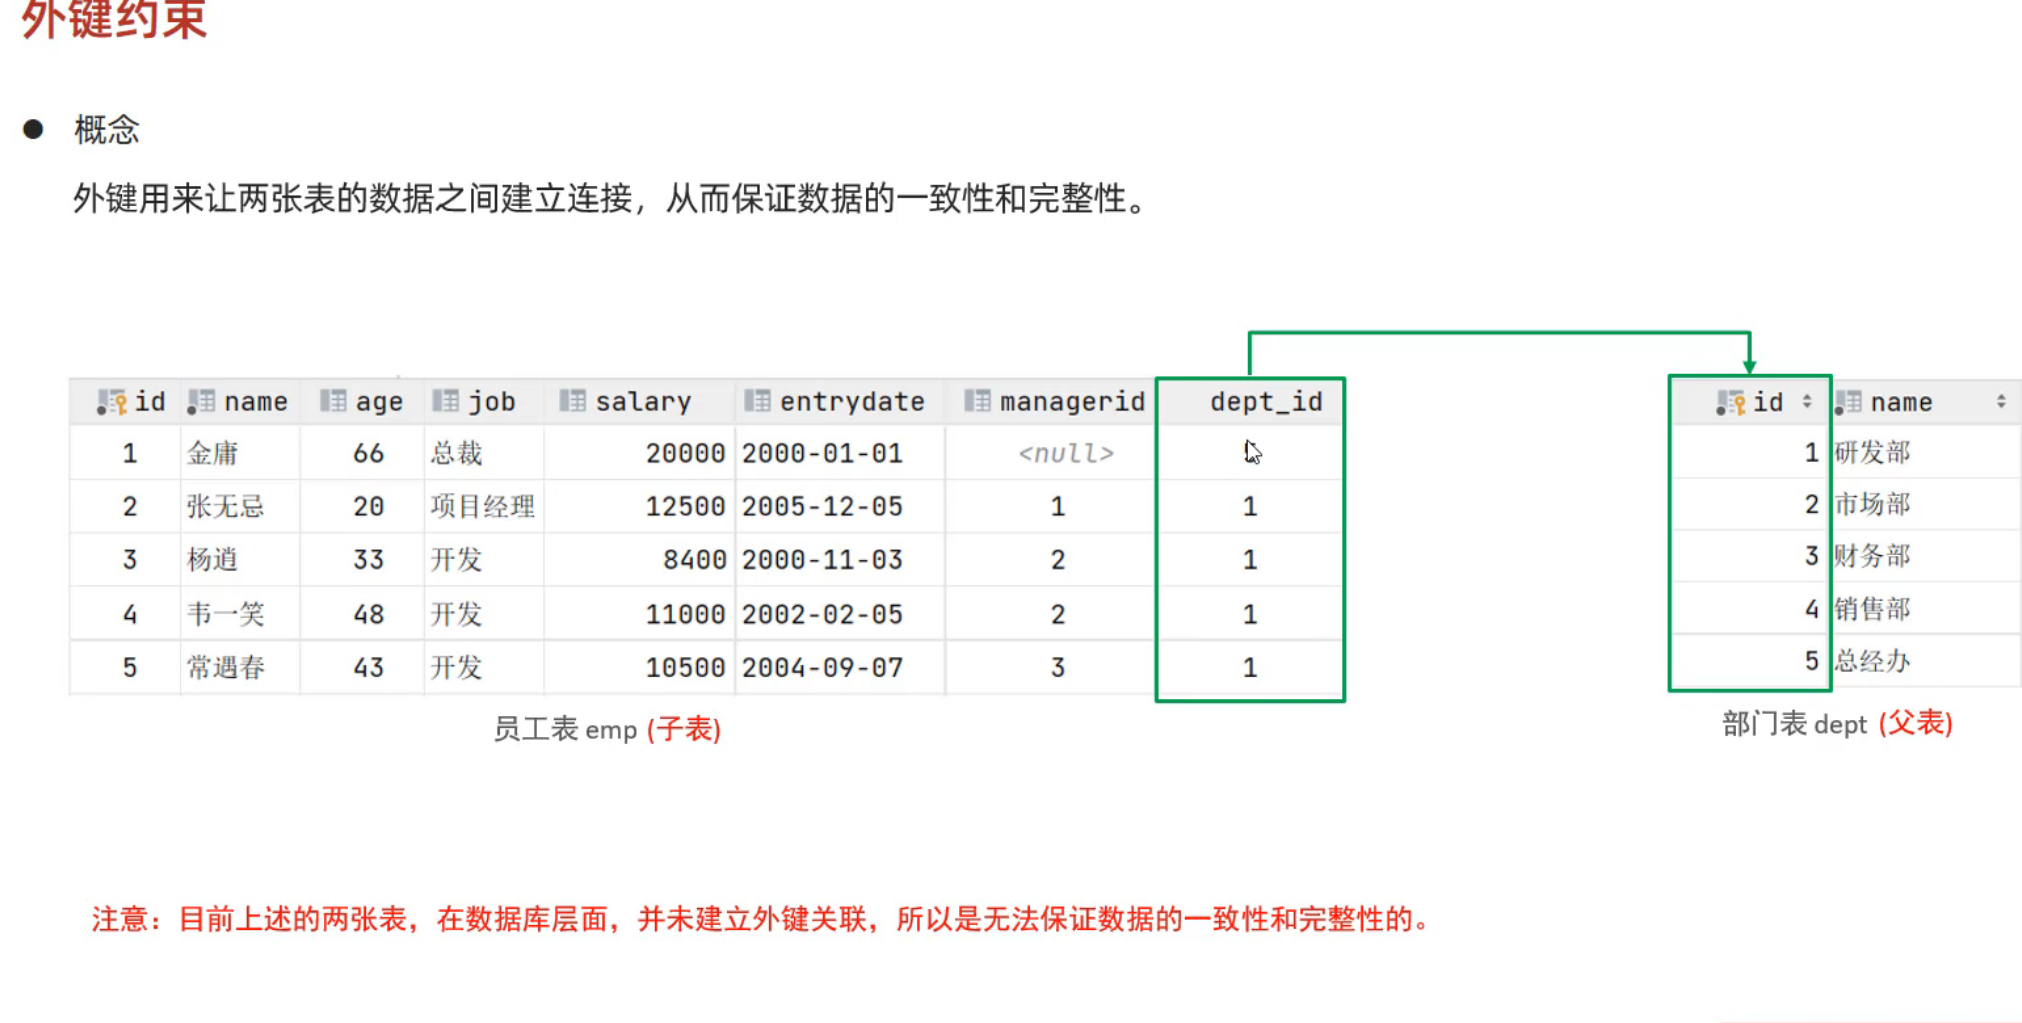 外键约束
● 概念
外键用来让两张表的数据之间建立连接，从而保证数据的一致性和完整性。
id name age job salary entrydate managerid dept_id
1 金庸 66 总裁 20000 2000-01-01 <null>
2 张无忌 20 项目经理 12500 2005-12-05 1 1
3 杨逍 33 开发 8400 2000-11-03 2 1
4 韦一笑 48 开发 11000 2002-02-05 2 1
5 常遇春 43 开发 10500 2004-09-07 3 1
员工表 emp (子表)
id name
1 研发部
2 市场部
3 财务部
4 销售部
5 总经办
部门表 dept (父表)
注意：目前上述的两张表，在数据库层面，并未建立外键关联，所以是无法保证数据的一致性和完整性的。